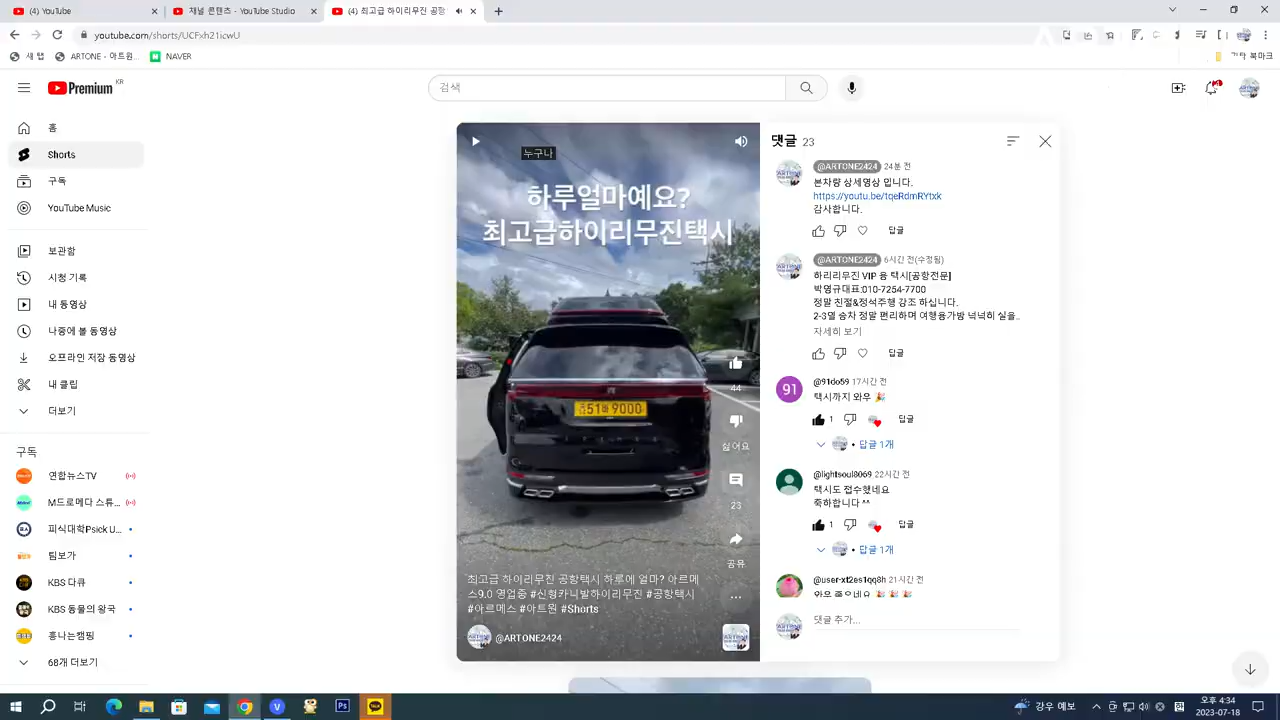 (4) YouTube
채널 콘텐츠 - YouTube Studio
(4) 최고급 하이리무진 공항
youtube.com/shorts/UCFxh21icwU
새 탭
ARTONE - 아트원...
NAVER
기타 북마크
Premium KR
검색
홈
Shorts
구독
YouTube Music
보관함
시청 기록
내 동영상
나중에 볼 동영상
오프라인 저장 동영상
내 클립
더보기
구독
연합뉴스TV
M드로메다 스튜...
피식대학Psick U...
팀보가
KBS 다큐
KBS 동물의 왕국
흥나는캠핑
68개 더보기
누구나
하루얼마예요?
최고급하이리무진택시
51 9000
44
싫어요
23
공유
최고급 하이리무진 공항택시 하루에 얼마? 아르메
스9.0 영업중 #신형카니발하이리무진 #공항택시
#아르메스 #아트원 #Shorts
@ARTONE2424
댓글 23
@ARTONE2424 24분 전
본차량 상세영상 입니다.
https://youtu.be/tqeRdmRYtxk
감사합니다.
답글
@ARTONE2424 6시간 전(수정됨)
하리리무진 VIP 용 택시[공항전문]
박영규대표:010-7254-7700
정말 친절&정석주행 강조 하십니다.
2-3열 승차 정말 편리하며 여행용가방 넉넉히 실을..
자세히 보기
답글
91
@91do59 17시간 전
택시까지 와우 🎉
1 답글
답글 1개
@lightsoul8069 22시간 전
택시도 접수했네요
축하합니다 ^^
1 답글
답글 1개
@user-xt2es1qq8h 21시간 전
와우 좋으네요 🎉 🎉 🎉
댓글 추가...
강우 예보
오후 4:34
2023-07-18